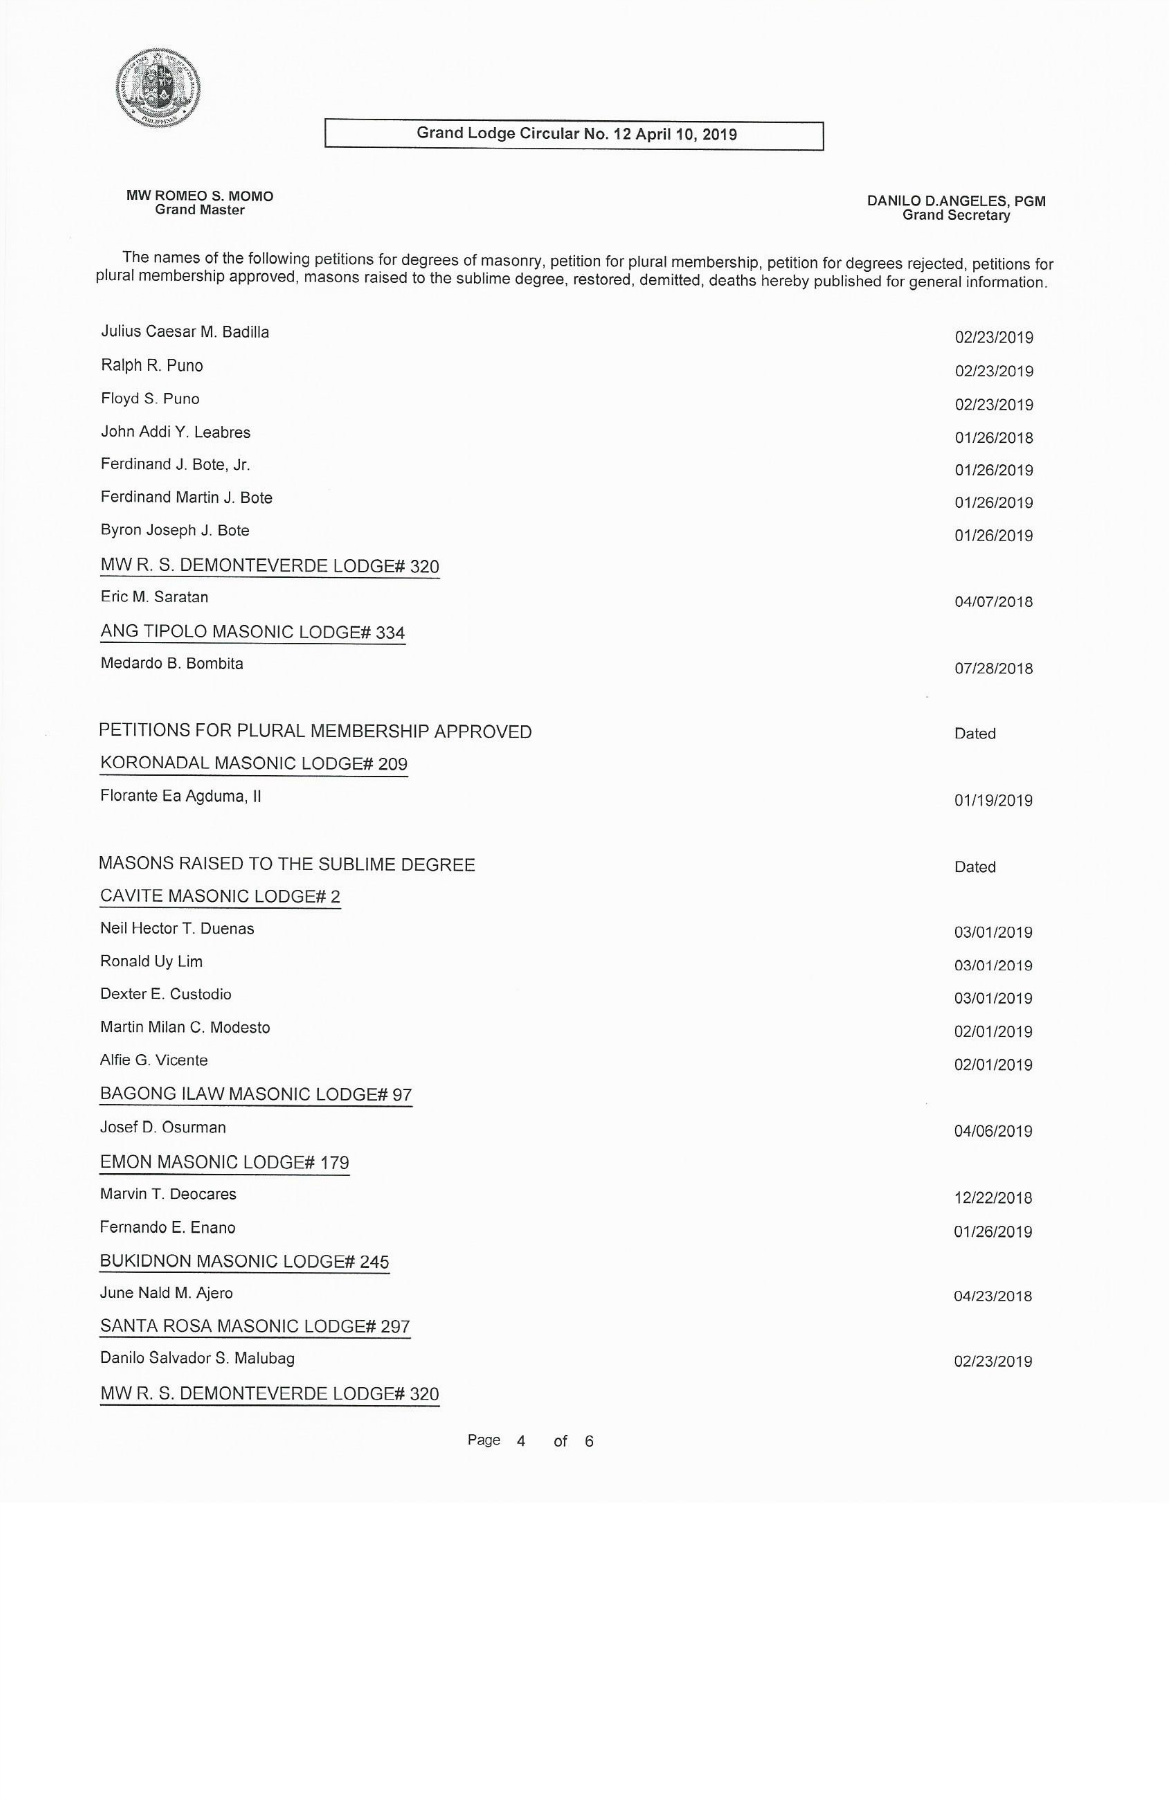 PHILIPPINES
Grand Lodge Circular No. 12 April 10, 2019
MW ROMEO S. MOMO
Grand Master
DANILO D.ANGELES, PGM
Grand Secretary
The names of the following petitions for degrees of masonry, petition for plural membership, petition for degrees rejected, petitions for
plural membership approved, masons raised to the sublime degree, restored, demitted, deaths hereby published for general information.
Julius Caesar M. Badilla 02/23/2019
Ralph R. Puno 02/23/2019
Floyd S. Puno 02/23/2019
John Addi Y. Leabres 01/26/2018
Ferdinand J. Bote, Jr. 01/26/2019
Ferdinand Martin J. Bote 01/26/2019
Byron Joseph J. Bote 01/26/2019
MW R. S. DEMONTEVERDE LODGE# 320
Eric M. Saratan 04/07/2018
ANG TIPOLO MASONIC LODGE# 334
Medardo B. Bombita 07/28/2018
PETITIONS FOR PLURAL MEMBERSHIP APPROVED Dated
KORONADAL MASONIC LODGE# 209
Florante Ea Agduma, II 01/19/2019
MASONS RAISED TO THE SUBLIME DEGREE Dated
CAVITE MASONIC LODGE# 2
Neil Hector T. Duenas 03/01/2019
Ronald Uy Lim 03/01/2019
Dexter E. Custodio 03/01/2019
Martin Milan C. Modesto 02/01/2019
Alfie G. Vicente 02/01/2019
BAGONG ILAW MASONIC LODGE# 97
Josef D. Osurman 04/06/2019
EMON MASONIC LODGE# 179
Marvin T. Deocares 12/22/2018
Fernando E. Enano 01/26/2019
BUKIDNON MASONIC LODGE# 245
June Nald M. Ajero 04/23/2018
SANTA ROSA MASONIC LODGE# 297
Danilo Salvador S. Malubag 02/23/2019
MW R. S. DEMONTEVERDE LODGE# 320
Page 4 of 6